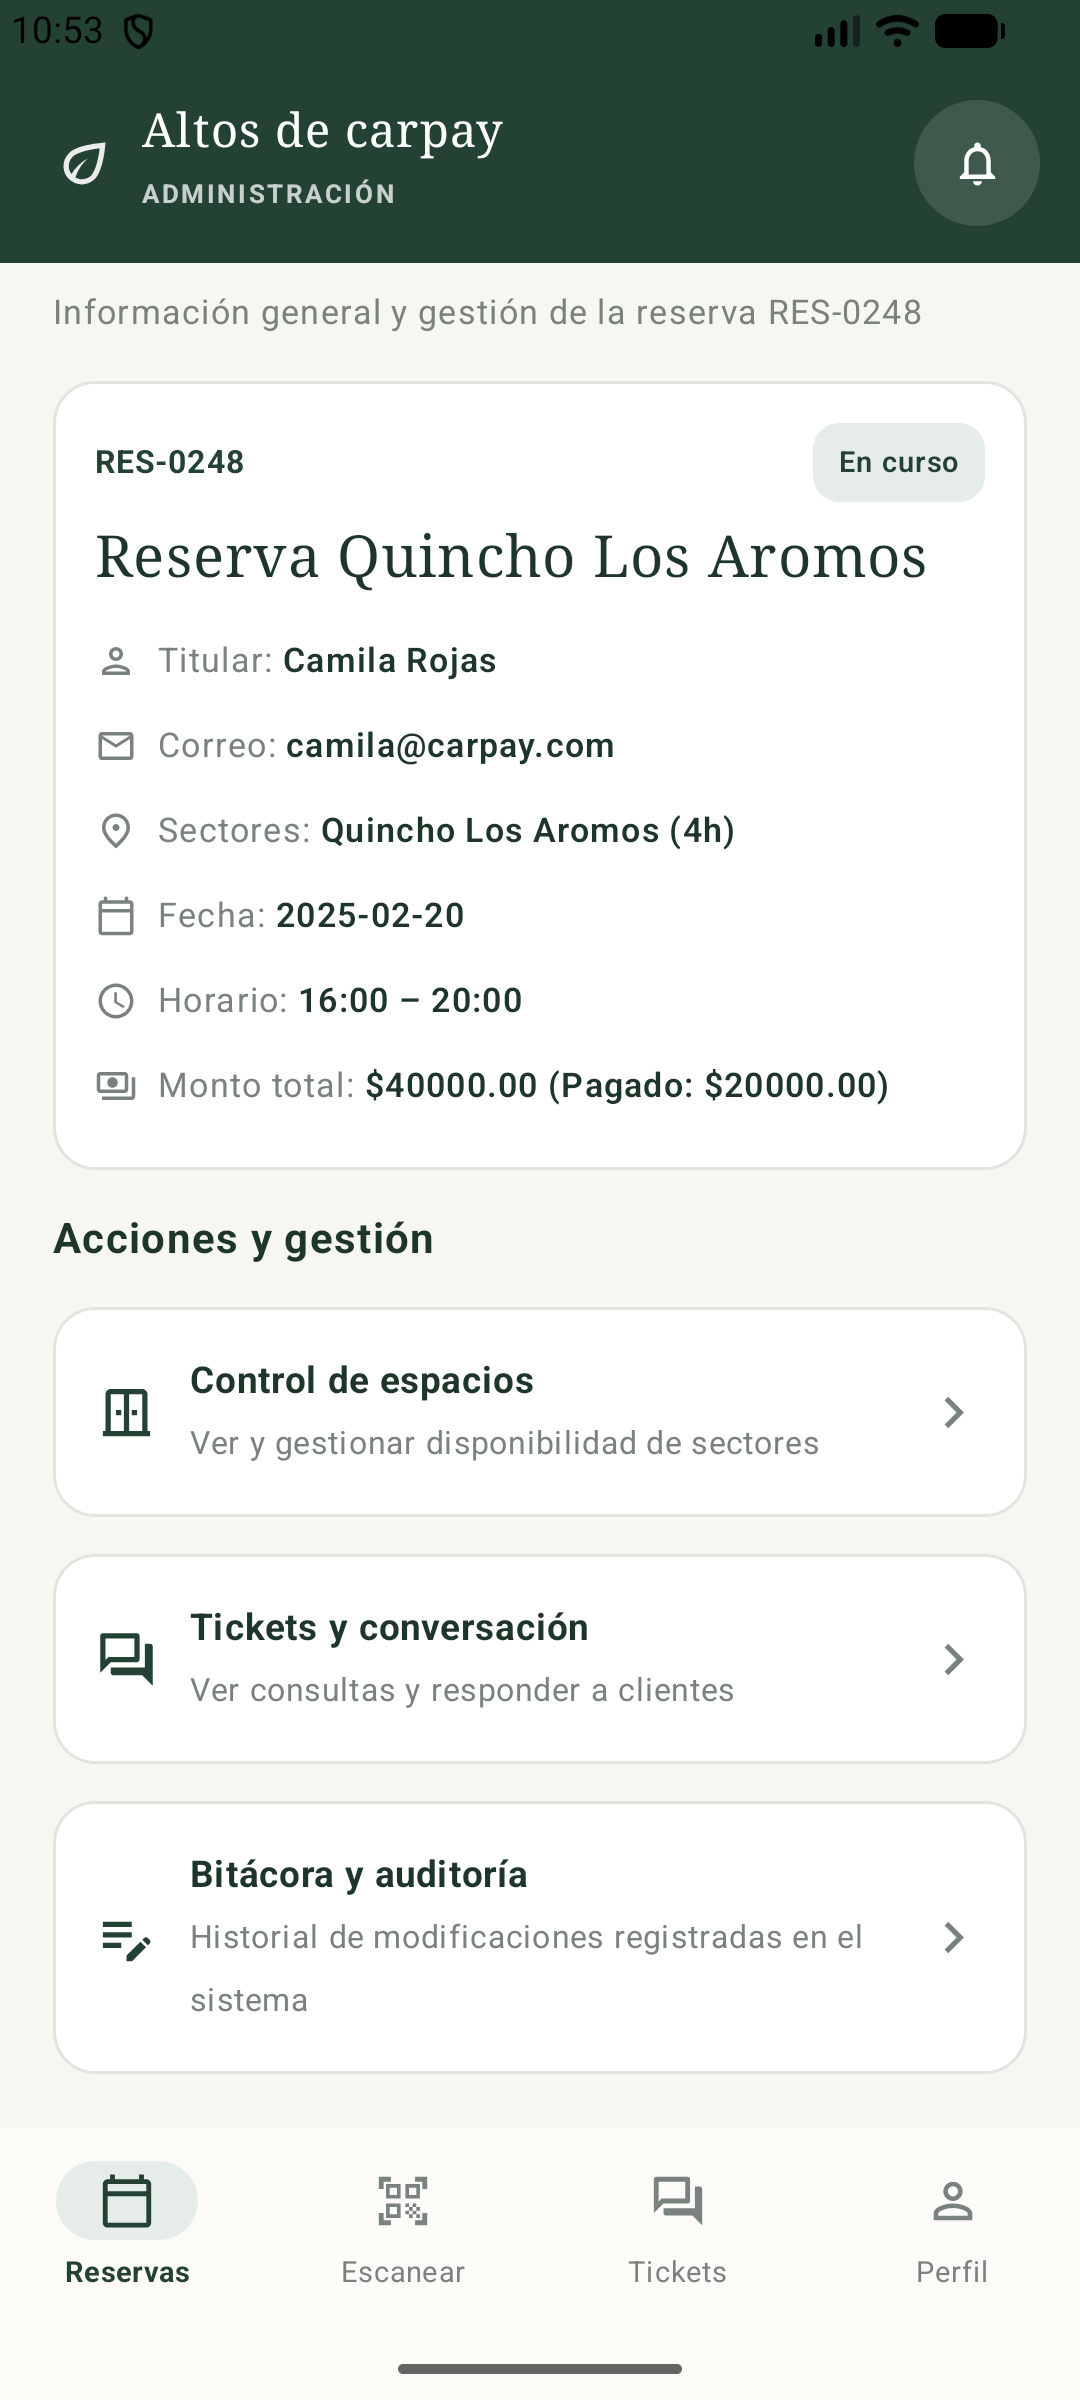 10:53
Altos de carpay
ADMINISTRACIÓN
Información general y gestión de la reserva RES-0248
RES-0248
En curso
Reserva Quincho Los Aromos
Titular: Camila Rojas
Correo: camila@carpay.com
Sectores: Quincho Los Aromos (4h)
Fecha: 2025-02-20
Horario: 16:00 – 20:00
Monto total: $40000.00 (Pagado: $20000.00)
Acciones y gestión
Control de espacios
Ver y gestionar disponibilidad de sectores
Tickets y conversación
Ver consultas y responder a clientes
Bitácora y auditoría
Historial de modificaciones registradas en el
sistema
Reservas
Escanear
Tickets
Perfil